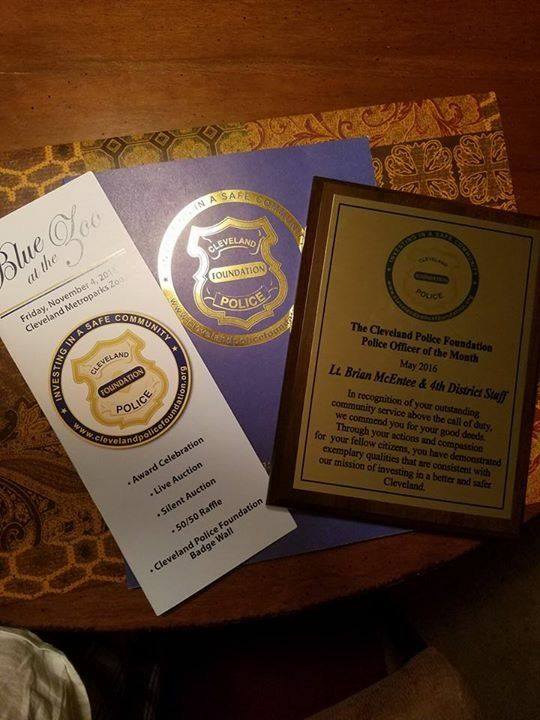 Blue
at the Zoo
Friday, November 4,
Cleveland Metroparks Zoo
INVESTING IN A SAFE COMMUNITY
CLEVELAND
FOUNDATION
POLICE
www.clevelandpolicefoundation.org
• Award Celebration
• Live Auction
• Silent Auction
• 50/50 Raffle
• Cleveland Police Foundation
Badge Wall
IN A SAFE
CLEVELAND
FOUNDATION
POLICE
INVESTING IN A SAFE COMMUNITY
CLEVELAND
FOUNDATION
POLICE
The Cleveland Police Foundation
Police Officer of the Month
May 2016
Lt. Brian McEntee & 4th District Staff
In recognition of your outstanding
community service above the call of duty,
we commend you for your good deeds.
Through your actions and compassion
for your fellow citizens, you have demonstrated
exemplary qualities that are consistent with
our mission of investing in a better and safer
Cleveland.